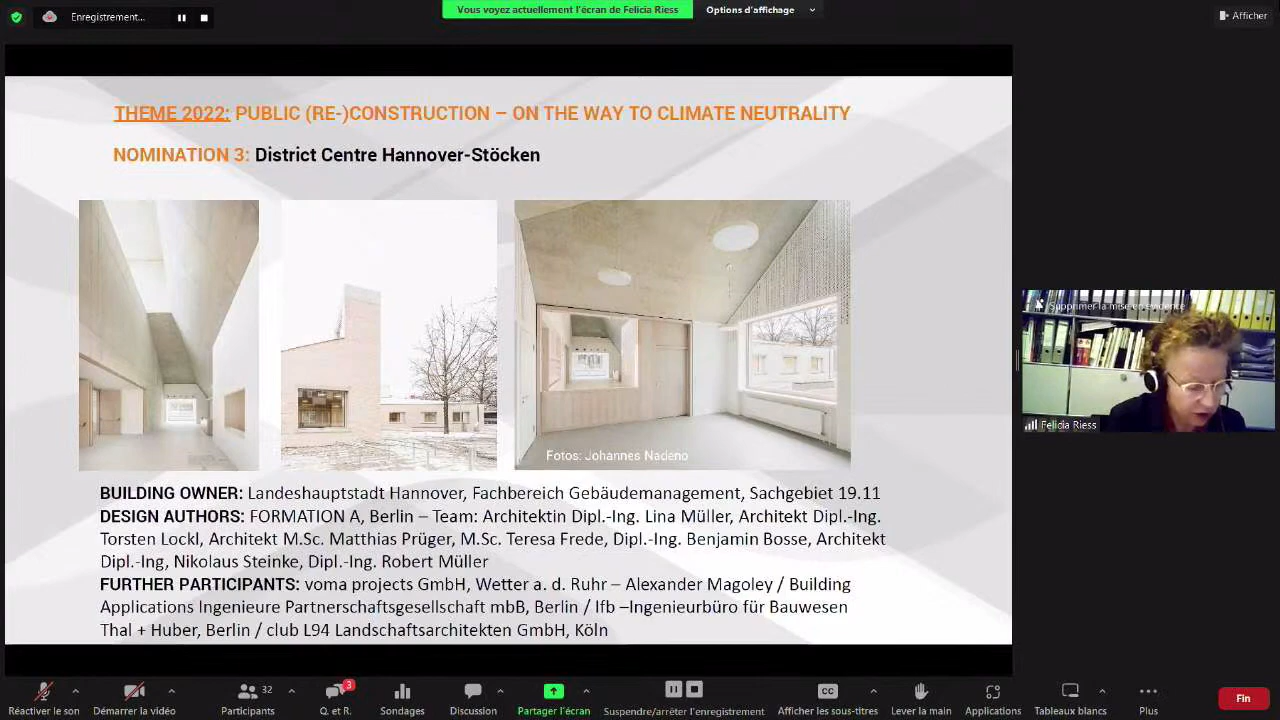 Enregistrement...
Vous voyez actuellement l'écran de Felicia Riess
Options d'affichage
Afficher
THEME 2022: PUBLIC (RE-)CONSTRUCTION – ON THE WAY TO CLIMATE NEUTRALITY
NOMINATION 3: District Centre Hannover-Stöcken
Fotos: Johannes Nadeno
Supprimer la mise en évidence
Felicia Riess
BUILDING OWNER: Landeshauptstadt Hannover, Fachbereich Gebäudemanagement, Sachgebiet 19.11
DESIGN AUTHORS: FORMATION A, Berlin – Team: Architektin Dipl.-Ing. Lina Müller, Architekt Dipl.-Ing.
Torsten Lockl, Architekt M.Sc. Matthias Prüger, M.Sc. Teresa Frede, Dipl.-Ing. Benjamin Bosse, Architekt
Dipl.-Ing, Nikolaus Steinke, Dipl.-Ing. Robert Müller
FURTHER PARTICIPANTS: voma projects GmbH, Wetter a. d. Ruhr – Alexander Magoley / Building
Applications Ingenieure Partnerschaftsgesellschaft mbB, Berlin / Ifb –Ingenieurbüro für Bauwesen
Thal + Huber, Berlin / club L94 Landschaftsarchitekten GmbH, Köln
32
3
CC
Réactiver le son
Démarrer la vidéo
Participants
Q. et R.
Sondages
Discussion
Partager l'écran
Suspendre/arrêter l'enregistrement
Afficher les sous-titres
Lever la main
Applications
Tableaux blancs
Plus
Fin